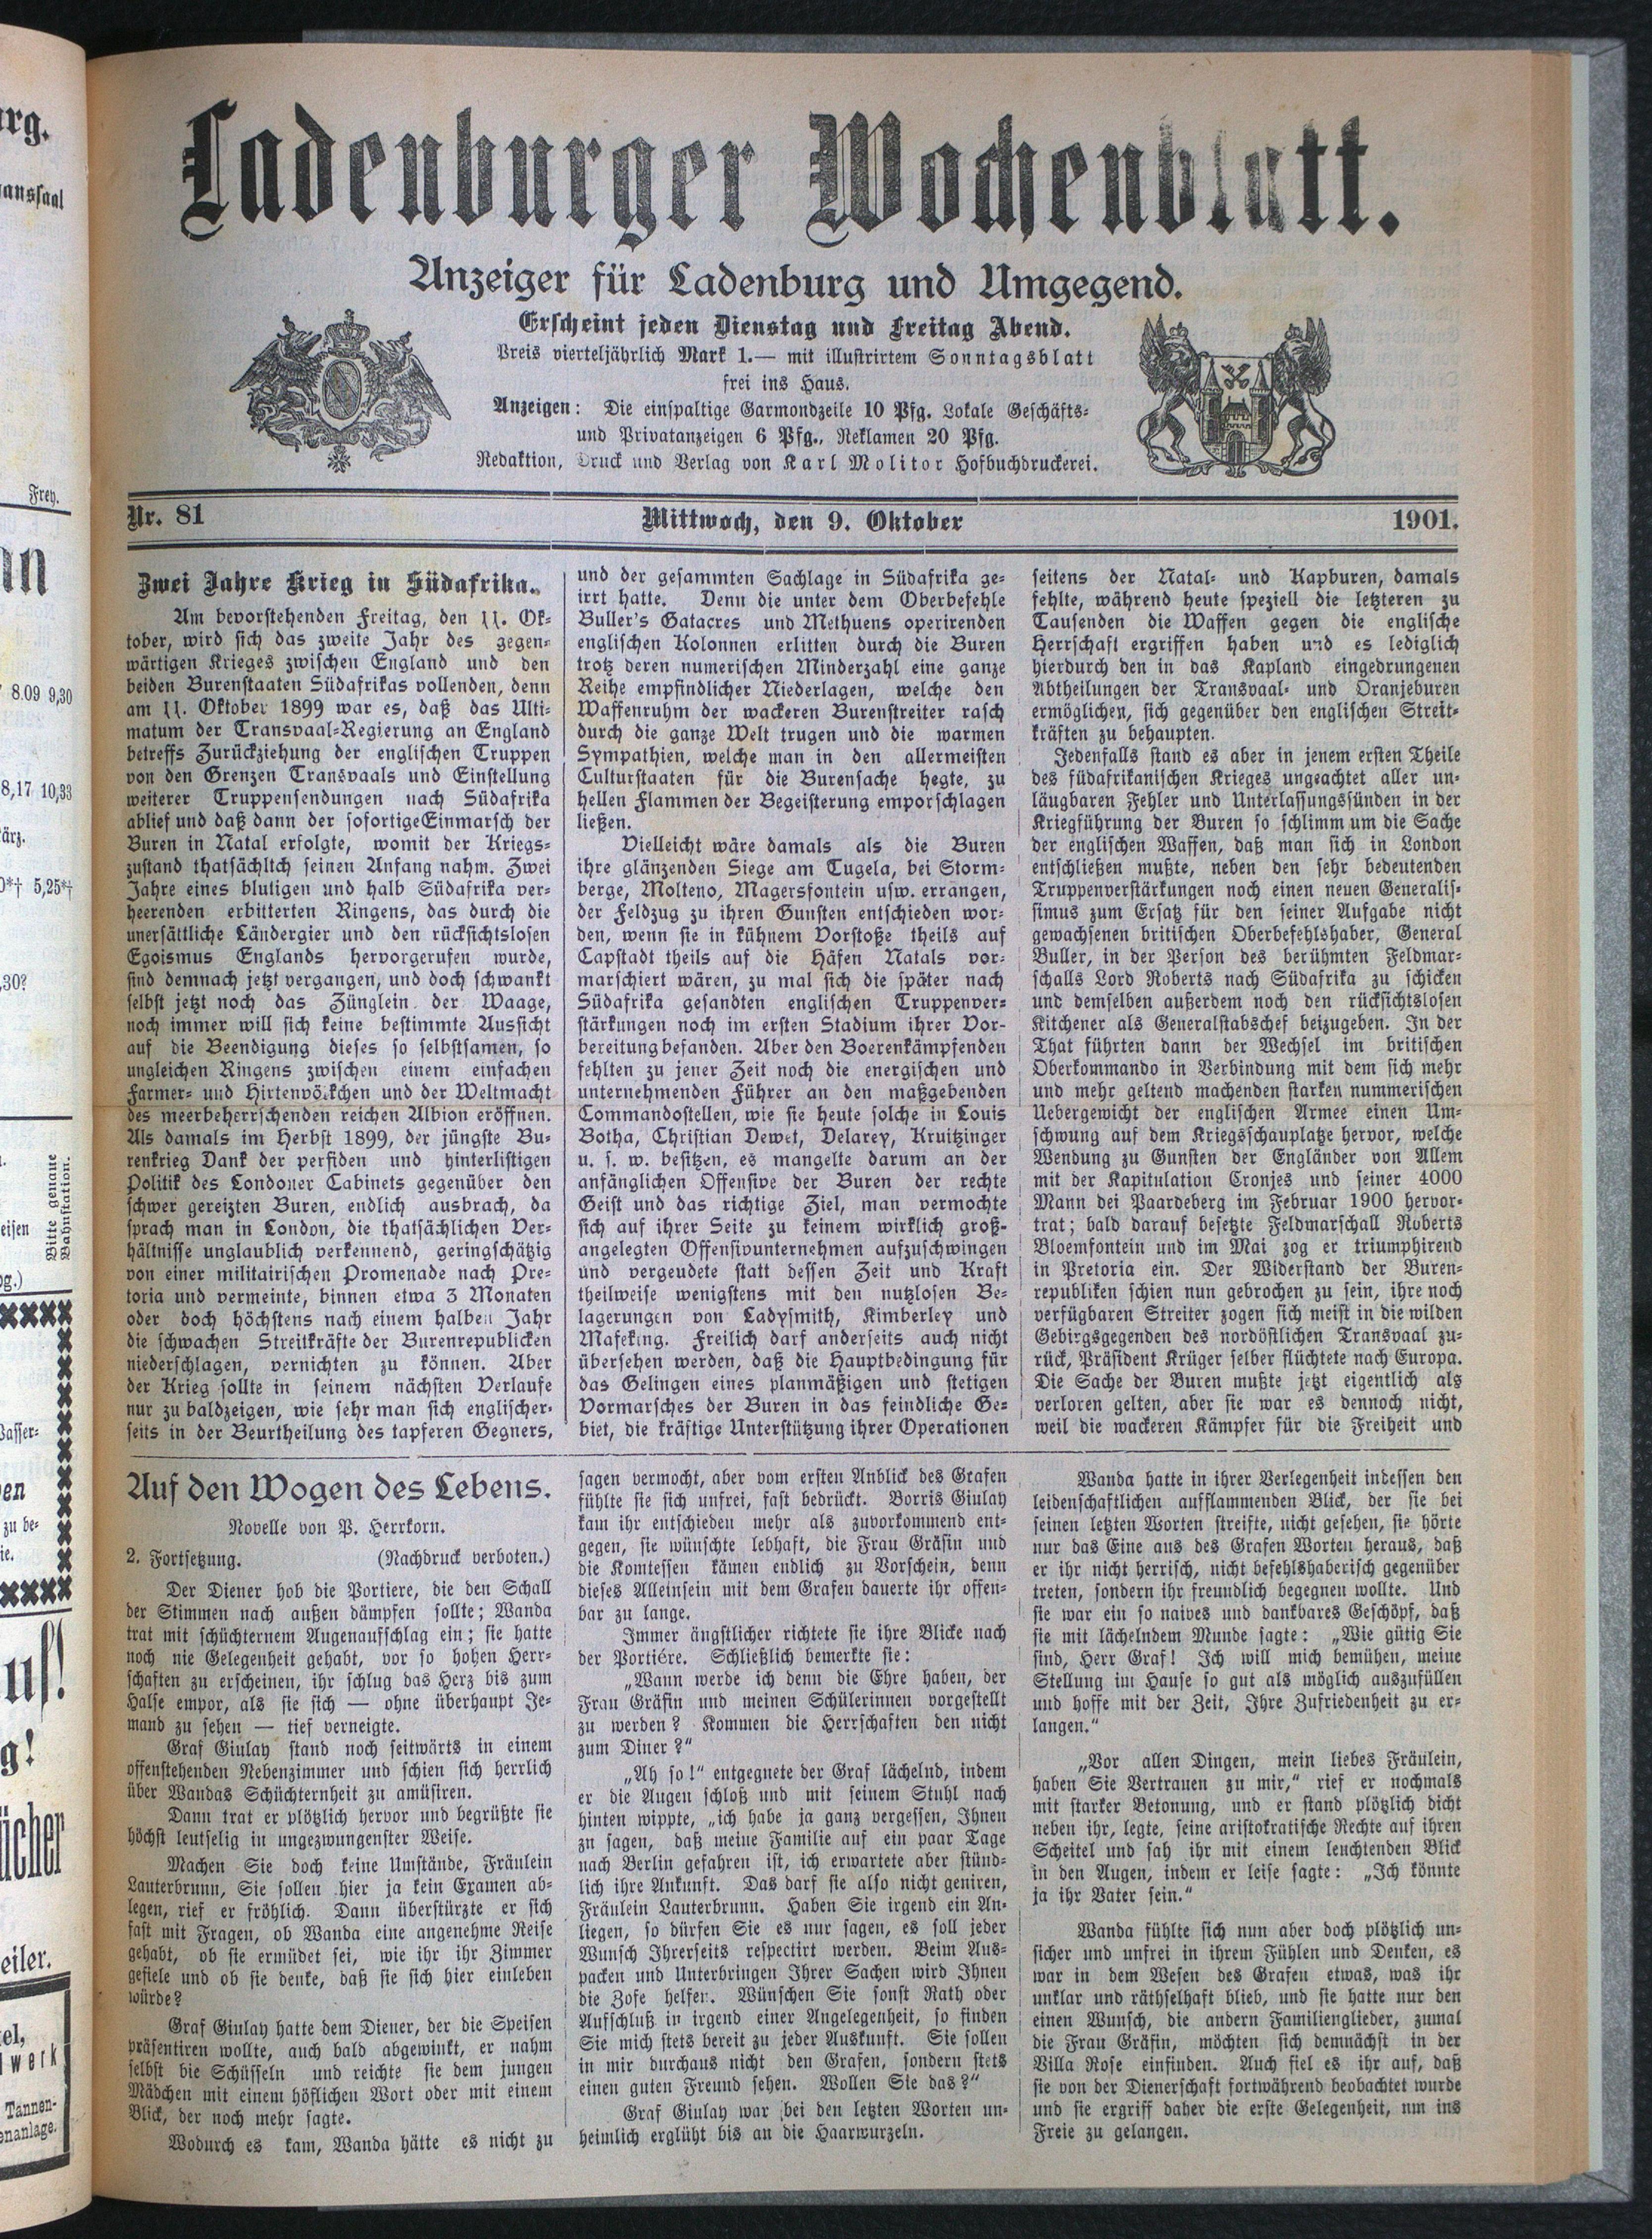 Ladenburger Wochenblatt.
Anzeiger für Ladenburg und Umgegend.
Erscheint jeden Dienstag und Freitag Abend.
Preis vierteljährlich Mark 1.— mit illustrirtem Sonntagsblatt
frei ins Haus.
Anzeigen: Die einspaltige Garmondzeile 10 Pfg. Lokale Geschäfts-
und Privatanzeigen 6 Pfg., Reklamen 20 Pfg.
Redaktion, Druck und Verlag von Karl Molitor Hofbuchdruckerei.
Nr. 81
Mittwoch, den 9. Oktober
1901.
Zwei Jahre Krieg in Südafrika.
Am bevorstehenden Freitag, den 11. Ok-
tober, wird sich das zweite Jahr des gegen-
wärtigen Krieges zwischen England und den
beiden Burenstaaten Südafrikas vollenden, denn
am 11. Oktober 1899 war es, daß das Ulti-
matum der Transvaal-Regierung an England
betreffs Zurückziehung der englischen Truppen
von den Grenzen Transvaals und Einstellung
weiterer Truppensendungen nach Südafrika
ablief und daß dann der sofortige Einmarsch der
Buren in Natal erfolgte, womit der Kriegs-
zustand thatsächltch seinen Anfang nahm. Zwei
Jahre eines blutigen und halb Südafrika ver-
heerenden erbitterten Ringens, das durch die
unersättliche Ländergier und den rücksichtslosen
Egoismus Englands hervorgerufen wurde,
sind demnach jetzt vergangen, und doch schwankt
selbst jetzt noch das Zünglein der Waage,
noch immer will sich keine bestimmte Aussicht
auf die Beendigung dieses so selbstsamen, so
ungleichen Ringens zwischen einem einfachen
Farmer- und Hirtenvölkchen und der Weltmacht
des meerbeherrschenden reichen Albion eröffnen.
Als damals im Herbst 1899, der jüngste Bu-
renkrieg Dank der perfiden und hinterlistigen
Politik des Londoner Cabinets gegenüber den
schwer gereizten Buren, endlich ausbrach, da
sprach man in London, die thatsächlichen Ver-
hältnisse unglaublich verkennend, geringschätzig
von einer militairischen Promenade nach Pre-
toria und vermeinte, binnen etwa 3 Monaten
oder doch höchstens nach einem halben Jahr
die schwachen Streitkräfte der Burenrepublicken
niederschlagen, vernichten zu können. Aber
der Krieg sollte in seinem nächsten Verlaufe
nur zu baldzeigen, wie sehr man sich englischer-
seits in der Beurtheilung des tapferen Gegners,
und der gesammten Sachlage in Südafrika ge-
irrt hatte. Denn die unter dem Oberbefehle
Buller's Gatacres und Methuens operirenden
englischen Kolonnen erlitten durch die Buren
trotz deren numerischen Minderzahl eine ganze
Reihe empfindlicher Niederlagen, welche den
Waffenruhm der wackeren Burenstreiter rasch
durch die ganze Welt trugen und die warmen
Sympathien, welche man in den allermeisten
Culturstaaten für die Burensache hegte, zu
hellen Flammen der Begeisterung emporschlagen
ließen.
Vielleicht wäre damals als die Buren
ihre glänzenden Siege am Tugela, bei Storm-
berge, Molteno, Magersfontein usw. errangen,
der Feldzug zu ihren Gunsten entschieden wor-
den, wenn sie in kühnem Vorstoße theils auf
Capstadt theils auf die Häfen Natals vor-
marschiert wären, zu mal sich die später nach
Südafrika gesandten englischen Truppenver-
stärkungen noch im ersten Stadium ihrer Vor-
bereitung befanden. Aber den Boerenkämpfenden
fehlten zu jener Zeit noch die energischen und
unternehmenden Führer an den maßgebenden
Commandostellen, wie sie heute solche in Louis
Botha, Christian Dewet, Delarey, Kruitzinger
u. s. w. besitzen, es mangelte darum an der
anfänglichen Offensive der Buren der rechte
Geist und das richtige Ziel, man vermochte
sich auf ihrer Seite zu keinem wirklich groß-
angelegten Offensivunternehmen aufzuschwingen
und vergeudete statt dessen Zeit und Kraft
theilweise wenigstens mit den nutzlosen Be-
lagerungen von Ladysmith, Kimberley und
Mafeking. Freilich darf anderseits auch nicht
übersehen werden, daß die Hauptbedingung für
das Gelingen eines planmäßigen und stetigen
Vormarsches der Buren in das feindliche Ge-
biet, die kräftige Unterstützung ihrer Operationen
seitens der Natal- und Kapburen, damals
fehlte, während heute speziell die letzteren zu
Tausenden die Waffen gegen die englische
Herrschaft ergriffen haben und es lediglich
hierdurch den in das Kapland eingedrungenen
Abtheilungen der Transvaal- und Oranjeburen
ermöglichen, sich gegenüber den englischen Streit-
kräften zu behaupten.
Jedenfalls stand es aber in jenem ersten Theile
des südafrikanischen Krieges ungeachtet aller un-
läugbaren Fehler und Unterlassungssünden in der
Kriegführung der Buren so schlimm um die Sache
der englischen Waffen, daß man sich in London
entschließen mußte, neben den sehr bedeutenden
Truppenverstärkungen noch einen neuen Generalis-
simus zum Ersatz für den seiner Aufgabe nicht
gewachsenen britischen Oberbefehlshaber, General
Buller, in der Person des berühmten Feldmar-
schalls Lord Roberts nach Südafrika zu schicken
und demselben außerdem noch den rücksichtslosen
Kitchener als Generalstabschef beizugeben. In der
That führten dann der Wechsel im britischen
Oberkommando in Verbindung mit dem sich mehr
und mehr geltend machenden starken nummerischen
Uebergewicht der englischen Armee einen Um-
schwung auf dem Kriegsschauplatze hervor, welche
Wendung zu Gunsten der Engländer von Allem
mit der Kapitulation Cronjes und seiner 4000
Mann bei Paardeberg im Februar 1900 hervor-
trat; bald darauf besetzte Feldmarschall Roberts
Bloemfontein und im Mai zog er triumphirend
in Pretoria ein. Der Widerstand der Buren-
republiken schien nun gebrochen zu sein, ihre noch
verfügbaren Streiter zogen sich meist in die wilden
Gebirgsgegenden des nordöstlichen Transvaal zu-
rück, Präsident Krüger selber flüchtete nach Europa.
Die Sache der Buren mußte jetzt eigentlich als
verloren gelten, aber sie war es dennoch nicht,
weil die wackeren Kämpfer für die Freiheit und
Auf den Wogen des Lebens.
Novelle von P. Herrkorn.
2. Fortsetzung. (Nachdruck verboten.)
Der Diener hob die Portiere, die den Schall
der Stimmen nach außen dämpfen sollte; Wanda
trat mit schüchternem Augenaufschlag ein; sie hatte
noch nie Gelegenheit gehabt, vor so hohen Herr-
schaften zu erscheinen, ihr schlug das Herz bis zum
Halse empor, als sie sich — ohne überhaupt Je-
mand zu sehen — tief verneigte.
Graf Giulay stand noch seitwärts in einem
offenstehenden Nebenzimmer und schien sich herrlich
über Wandas Schüchternheit zu amüsiren.
Dann trat er plötzlich hervor und begrüßte sie
höchst leutselig in ungezwungenster Weise.
Machen Sie doch keine Umstände, Fräulein
Lauterbrunn, Sie sollen hier ja kein Examen ab-
legen, rief er fröhlich. Dann überstürzte er sich
fast mit Fragen, ob Wanda eine angenehme Reise
gehabt, ob sie ermüdet sei, wie ihr ihr Zimmer
gefiele und ob sie denke, daß sie sich hier einleben
würde?
Graf Giulay hatte dem Diener, der die Speisen
präsentiren wollte, auch bald abgewinkt, er nahm
selbst die Schüsseln und reichte sie dem jungen
Mädchen mit einem höflichen Wort oder mit einem
Blick, der noch mehr sagte.
Wodurch es kam, Wanda hätte es nicht zu
sagen vermocht, aber vom ersten Anblick des Grafen
fühlte sie sich unfrei, fast bedrückt. Borris Giulay
kam ihr entschieden mehr als zuvorkommend ent-
gegen, sie wünschte lebhaft, die Frau Gräfin und
die Komtessen kämen endlich zu Vorschein, denn
dieses Alleinsein mit dem Grafen dauerte ihr offen-
bar zu lange.
Immer ängstlicher richtete sie ihre Blicke nach
der Portiére. Schließlich bemerkte sie:
„Wann werde ich denn die Ehre haben, der
Frau Gräfin und meinen Schülerinnen vorgestellt
zu werden? Kommen die Herrschaften den nicht
zum Diner?“
„Ah so!“ entgegnete der Graf lächelnd, indem
er die Augen schloß und mit seinem Stuhl nach
hinten wippte, „ich habe ja ganz vergessen, Ihnen
zu sagen, daß meine Familie auf ein paar Tage
nach Berlin gefahren ist, ich erwartete aber stünd-
lich ihre Ankunft. Das darf sie also nicht geniren,
Fräulein Lauterbrunn. Haben Sie irgend ein An-
liegen, so dürfen Sie es nur sagen, es soll jeder
Wunsch Ihrerseits respectirt werden. Beim Aus-
packen und Unterbringen Ihrer Sachen wird Ihnen
die Zofe helfen. Wünschen Sie sonst Rath oder
Aufschluß in irgend einer Angelegenheit, so finden
Sie mich stets bereit zu jeder Auskunft. Sie sollen
in mir durchaus nicht den Grafen, sondern stets
einen guten Freund sehen. Wollen Sie das?“
Graf Giulay war bei den letzten Worten un-
heimlich erglüht bis an die Haarwurzeln.
Wanda hatte in ihrer Verlegenheit indessen den
leidenschaftlichen aufflammenden Blick, der sie bei
seinen letzten Worten streifte, nicht gesehen, sie hörte
nur das Eine aus des Grafen Worten heraus, daß
er ihr nicht herrisch, nicht befehlshaberisch gegenüber
treten, sondern ihr freundlich begegnen wollte. Und
sie war ein so naives und dankbares Geschöpf, daß
sie mit lächelndem Munde sagte: „Wie gütig Sie
sind, Herr Graf! Ich will mich bemühen, meine
Stellung im Hause so gut als möglich auszufüllen
und hoffe mit der Zeit, Ihre Zufriedenheit zu er-
langen.“
„Vor allen Dingen, mein liebes Fräulein,
haben Sie Vertrauen zu mir,“ rief er nochmals
mit starker Betonung, und er stand plötzlich dicht
neben ihr, legte, seine aristokratische Rechte auf ihren
Scheitel und sah ihr mit einem leuchtenden Blick
in den Augen, indem er leise sagte: „Ich könnte
ja ihr Vater sein.“
Wanda fühlte sich nun aber doch plötzlich un-
sicher und unfrei in ihrem Fühlen und Denken, es
war in dem Wesen des Grafen etwas, was ihr
unklar und räthselhaft blieb, und sie hatte nur den
einen Wunsch, die andern Familienglieder, zumal
die Frau Gräfin, möchten sich demnächst in der
Villa Rose einfinden. Auch fiel es ihr auf, daß
sie von der Dienerschaft fortwährend beobachtet wurde
und sie ergriff daher die erste Gelegenheit, um ins
Freie zu gelangen.